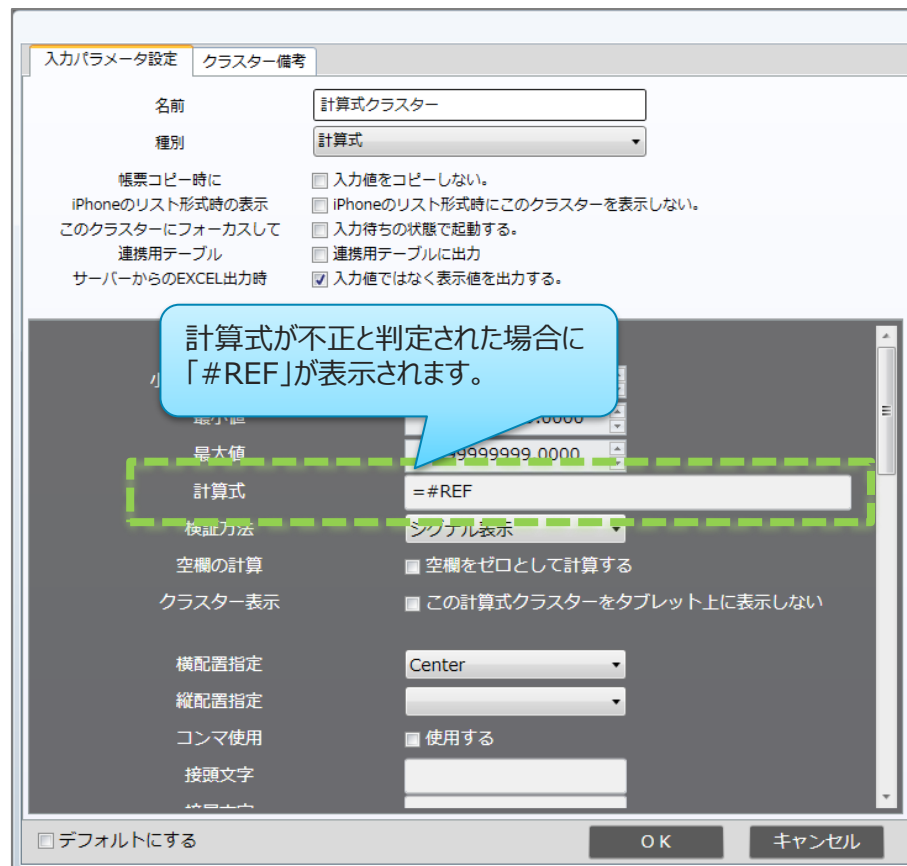 入力パラメータ設定 クラスター備考
名前 計算式クラスター
種別 計算式
帳票コピー時に 入力値をコピーしない。
iPhoneのリスト形式時の表示 iPhoneのリスト形式時にこのクラスターを表示しない。
このクラスターにフォーカスして 入力待ちの状態で起動する。
連携用テーブル 連携用テーブルに出力
サーバーからのEXCEL出力時 入力値ではなく表示値を出力する。
計算式が不正と判定された場合に
「#REF」が表示されます。
最小値 .0000
最大値 99999999.0000
計算式 =#REF
検証方法 シグナル表示
空欄の計算 空欄をゼロとして計算する
クラスター表示 この計算式クラスターをタブレット上に表示しない
横配置指定 Center
縦配置指定
コンマ使用 使用する
接頭文字
デフォルトにする OK キャンセル